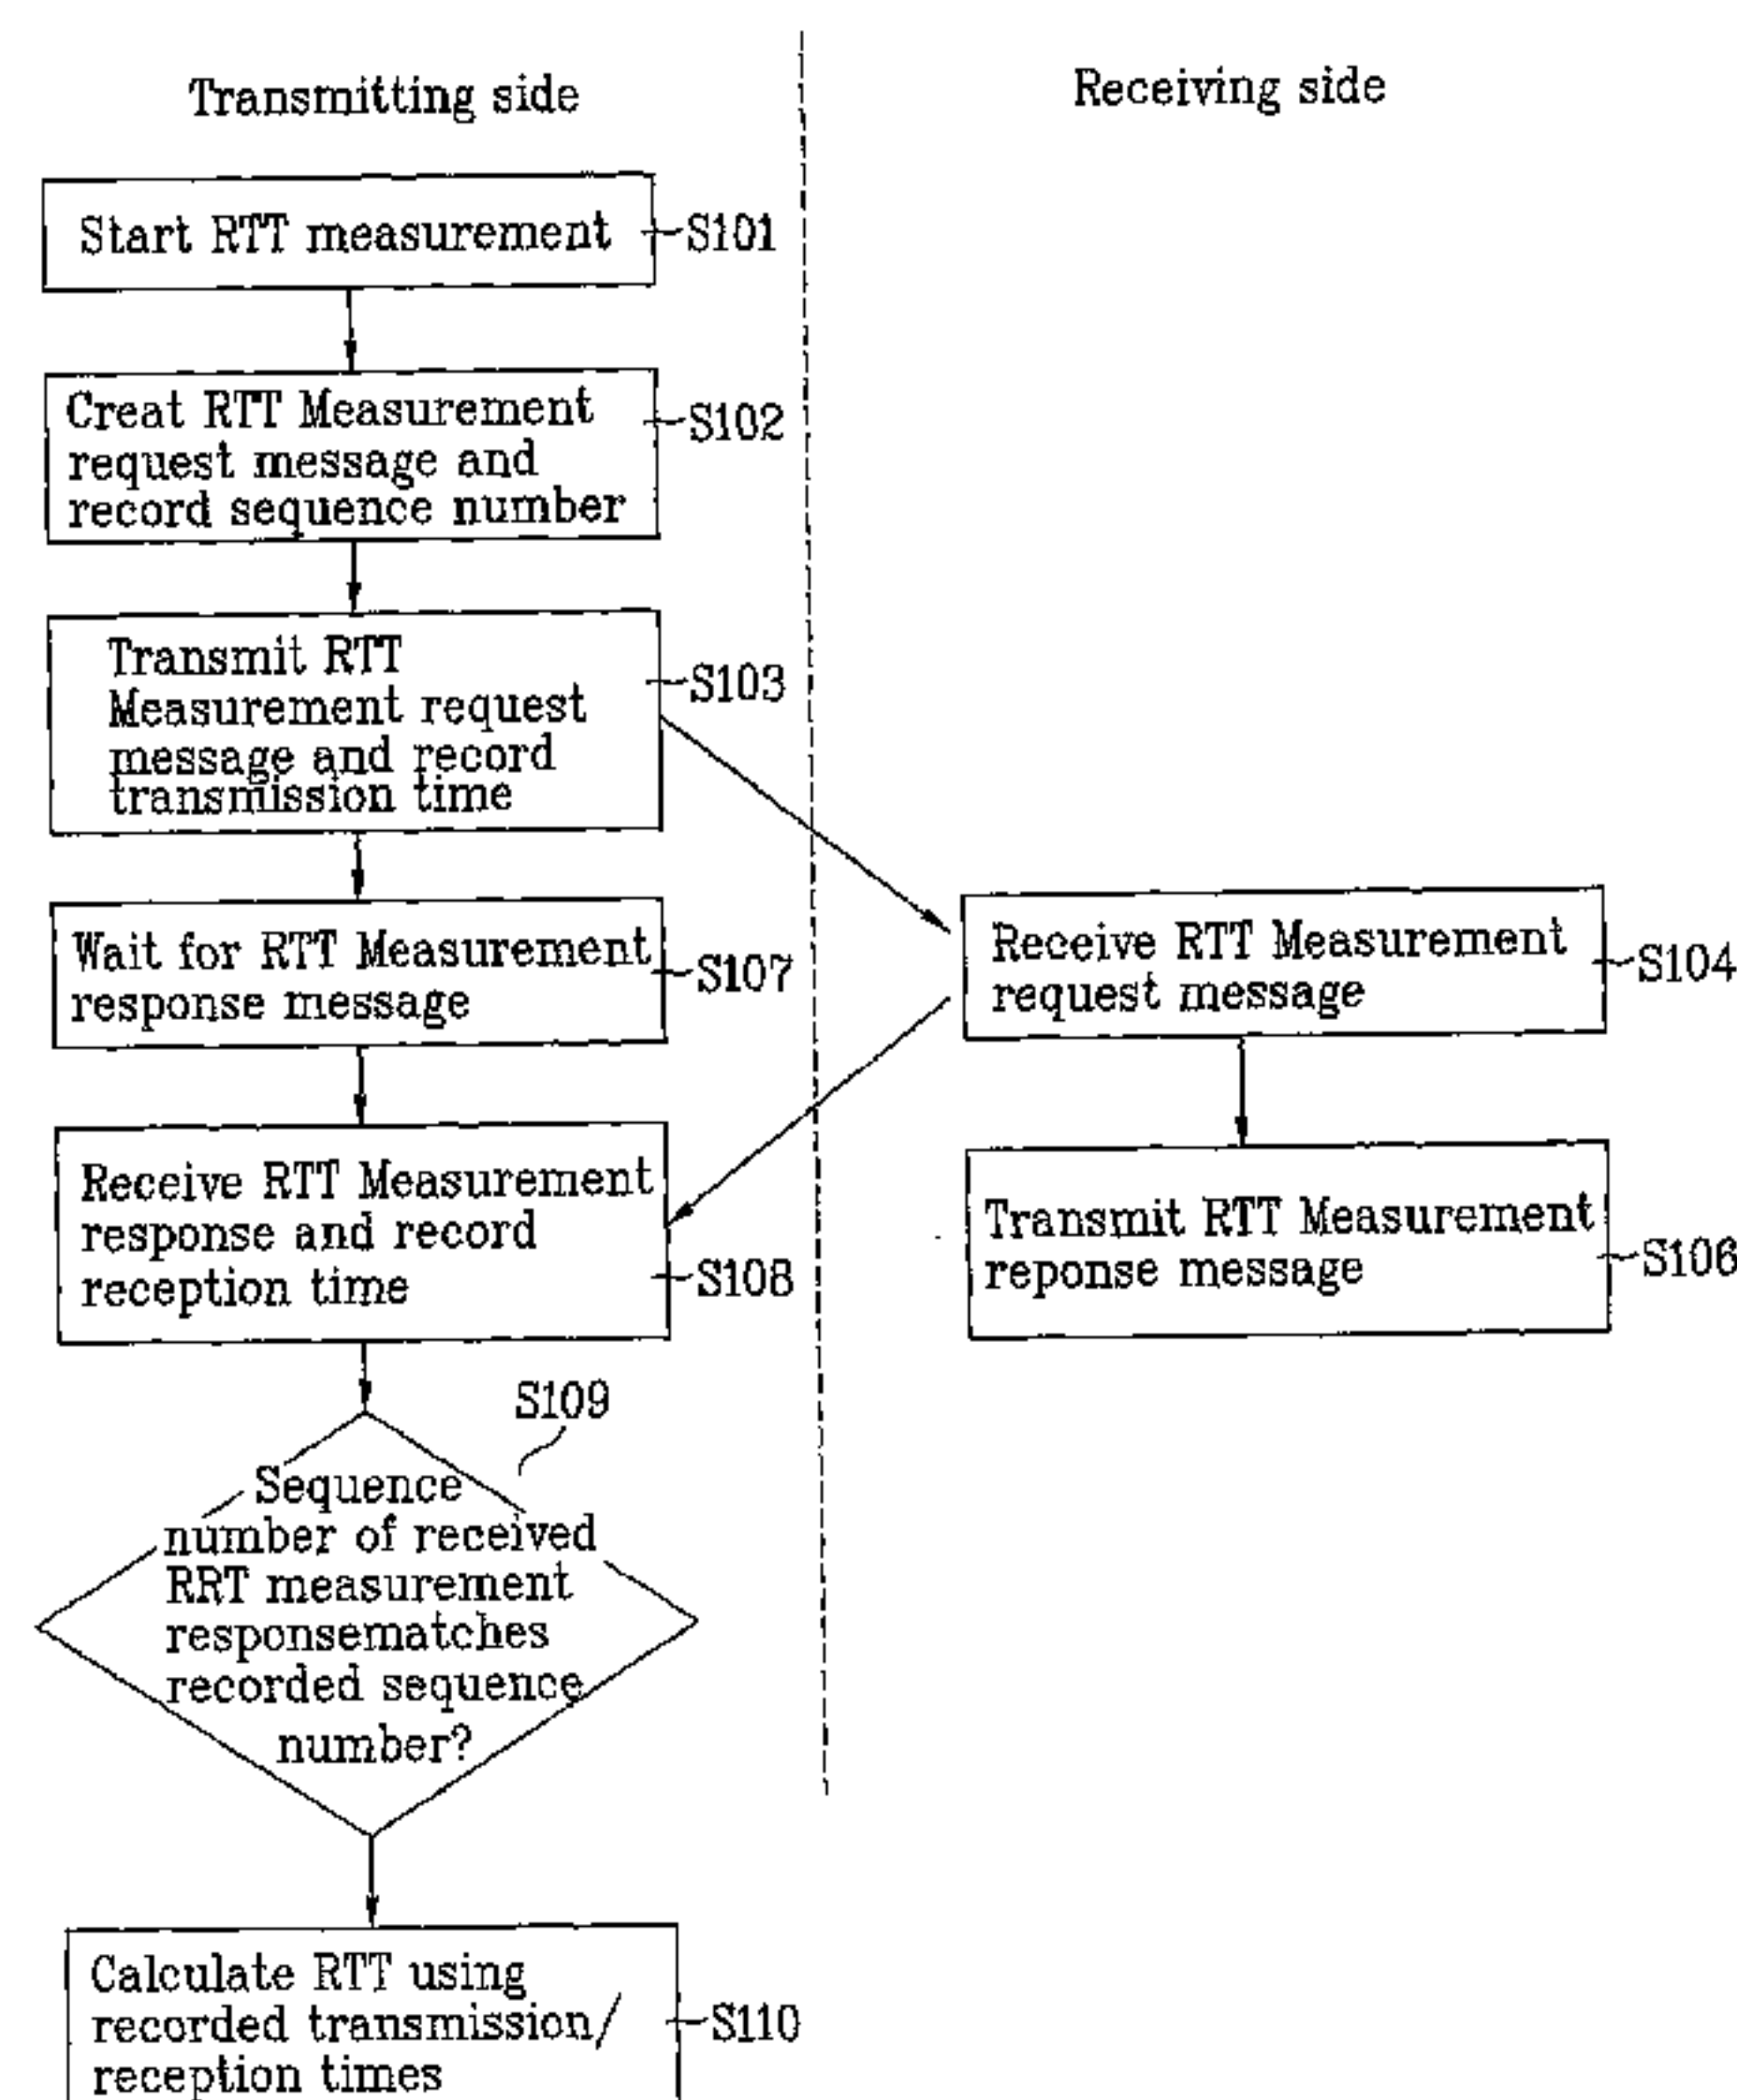 Transmitting side
Receiving side
Start RTT measurement
S101
Creat RTT Measurement
request message and
record sequence number
S102
Transmit RTT
Measurement request
message and record
transmission time
S103
Wait for RTT Measurement
response message
S107
Receive RTT Measurement
request message
S104
Receive RTT Measurement
response and record
reception time
S108
Transmit RTT Measurement
reponse message
S106
S109
Sequence
number of received
RRT measurement
responsematches
recorded sequence
number?
Calculate RTT using
recorded transmission/
reception times
S110